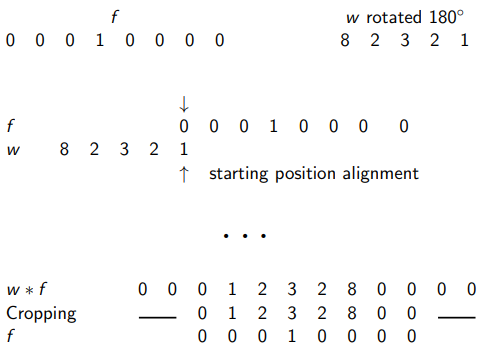 f w rotated 180°
0 0 0 1 0 0 0 0 8 2 3 2 1
↓
f 0 0 0 1 0 0 0 0
w 8 2 3 2 1
↑ starting position alignment
• • •
w * f 0 0 0 1 2 3 2 8 0 0 0 0
Cropping 0 1 2 3 2 8 0 0
f 0 0 0 1 0 0 0 0